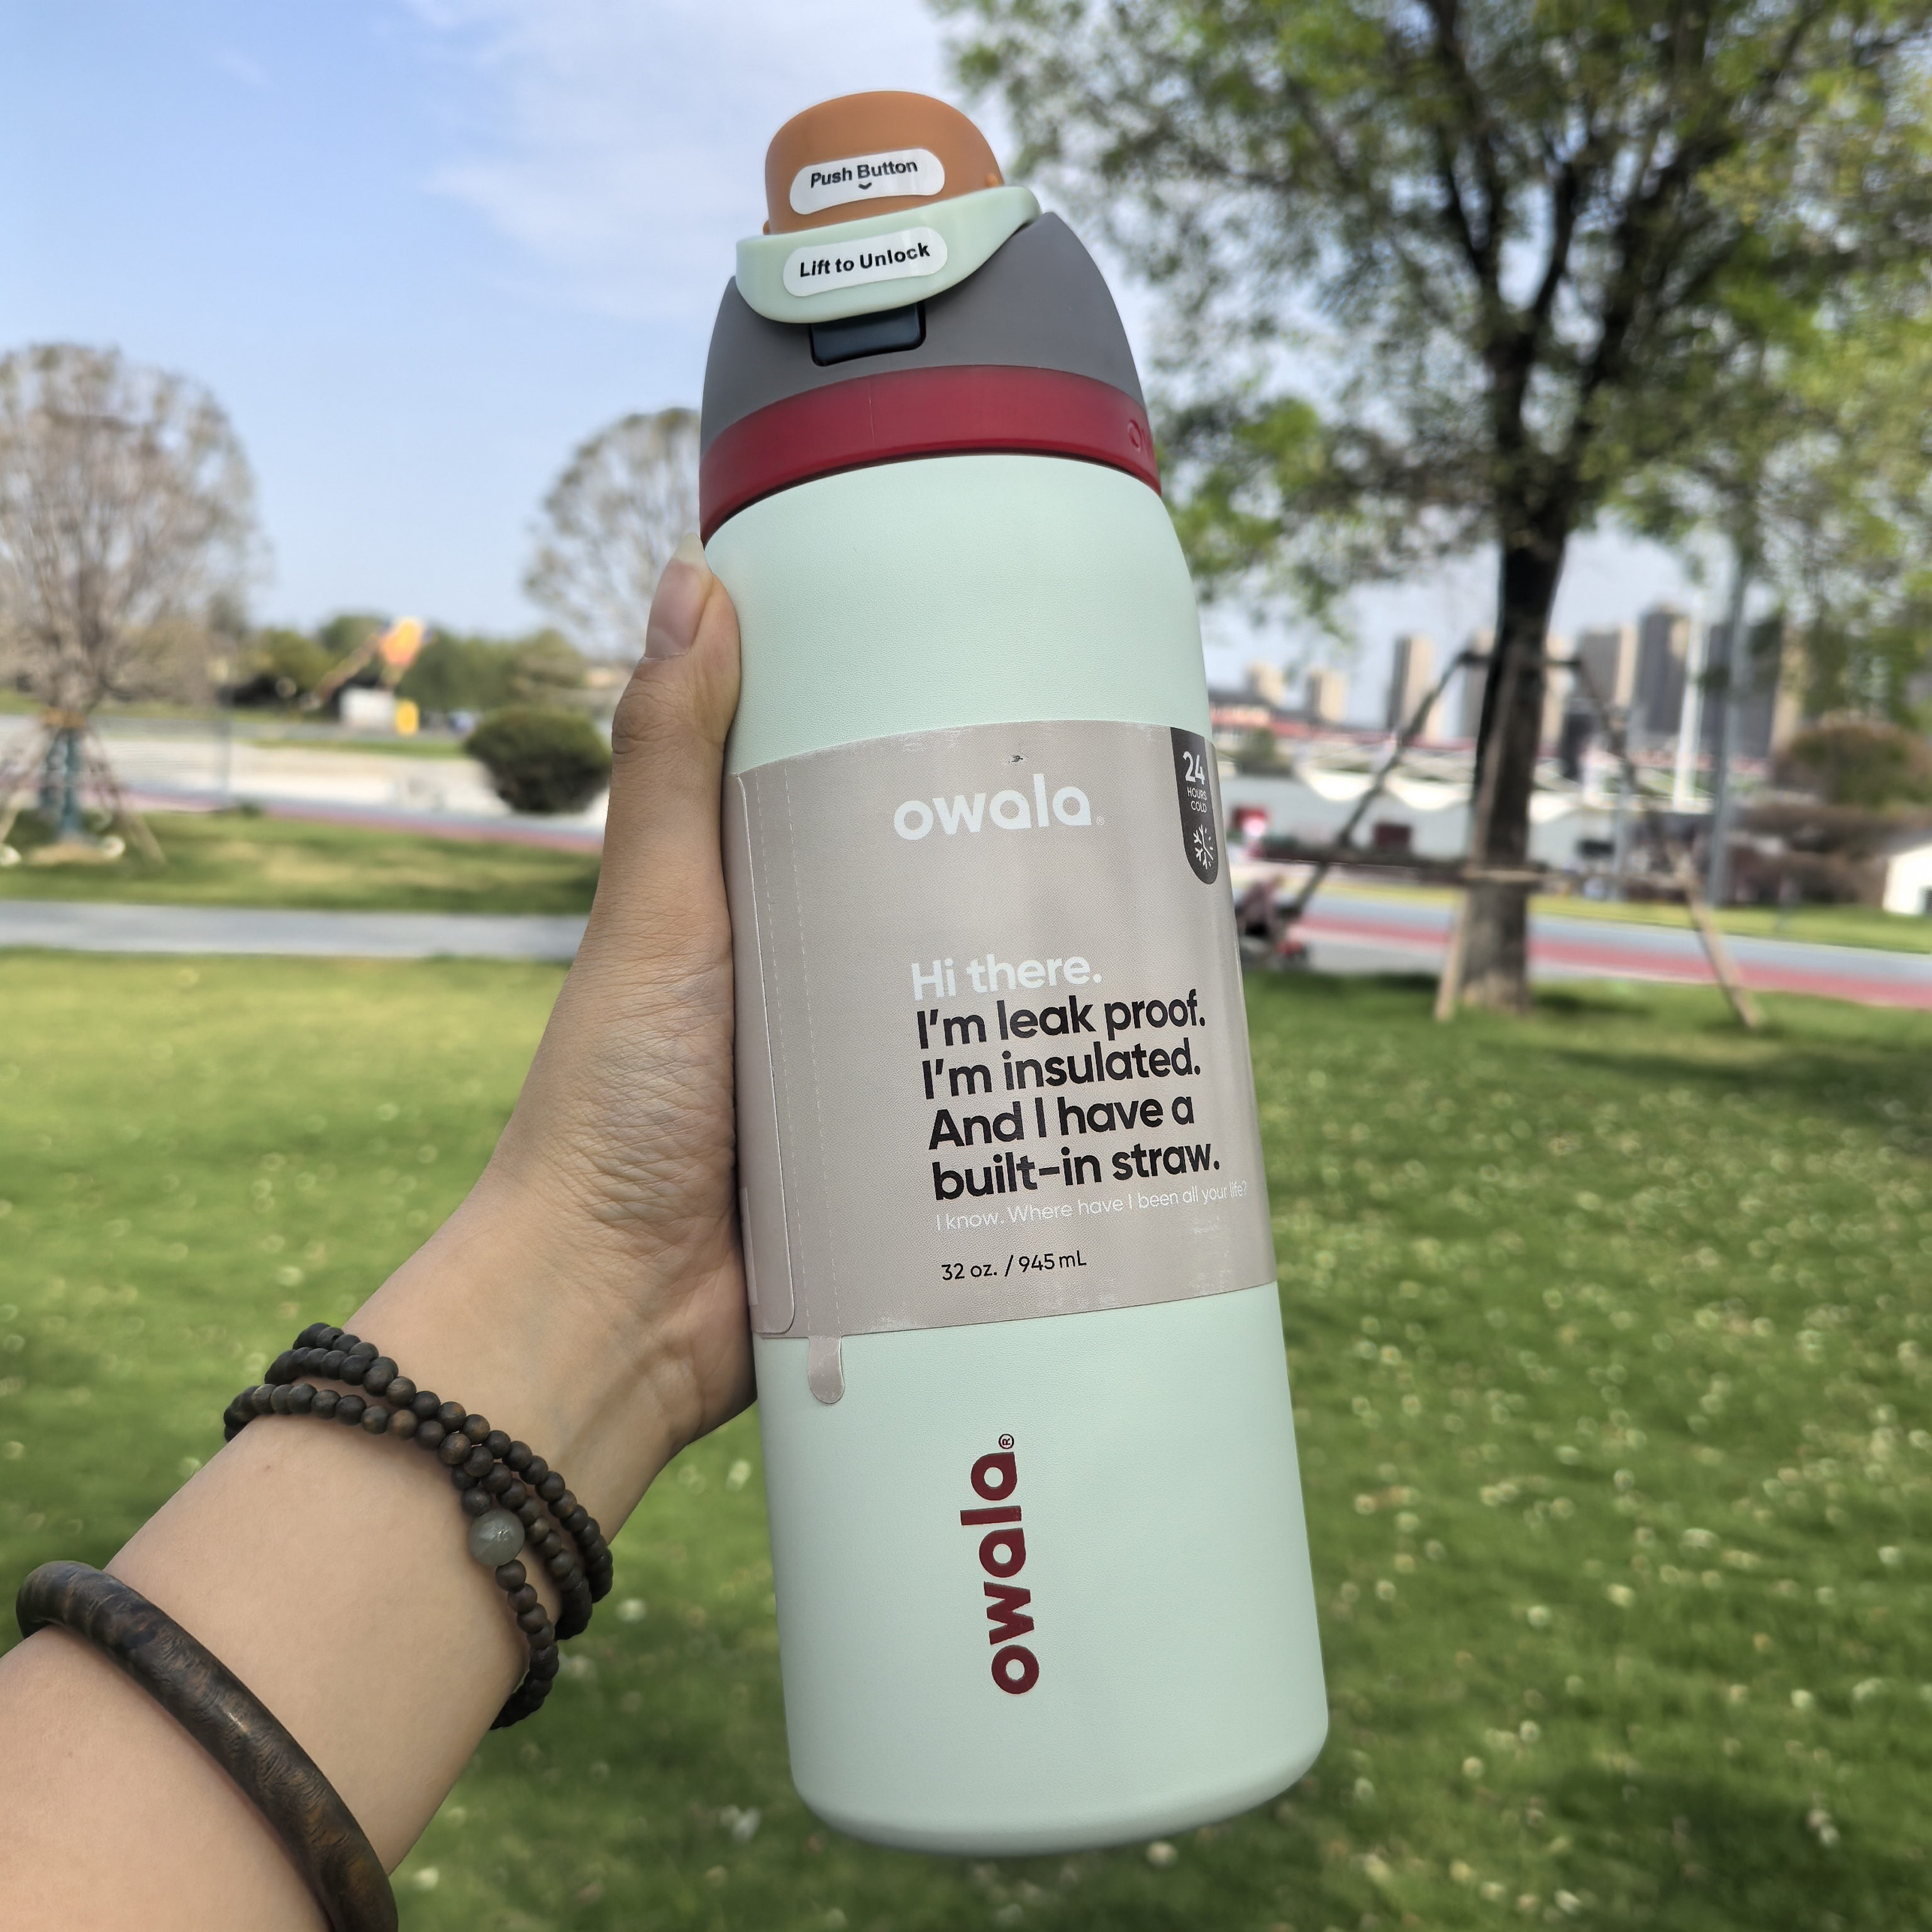 Push Button
Lift to Unlock
owala®
24
HOURS
COLD
Hi there.
I'm leak proof.
I'm insulated.
And I have a
built-in straw.
I know. Where have I been all your life?
32 oz. / 945 mL
owala®